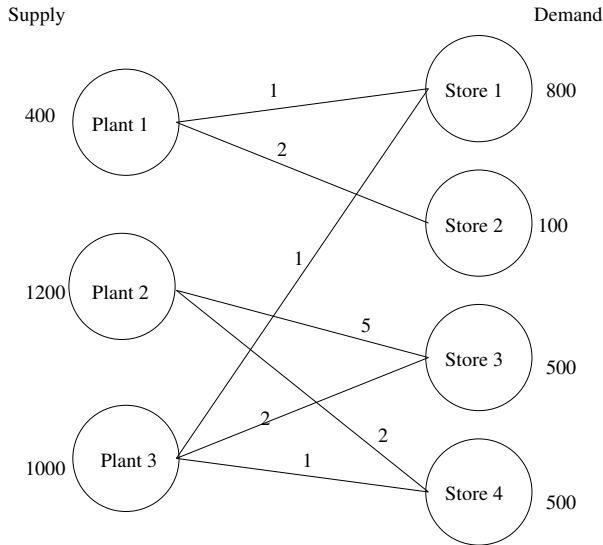 Supply
Demand
400
Plant 1
1
2
Store 1
800
Store 2
100
1200
Plant 2
1
5
2
Store 3
500
1000
Plant 3
2
1
Store 4
500